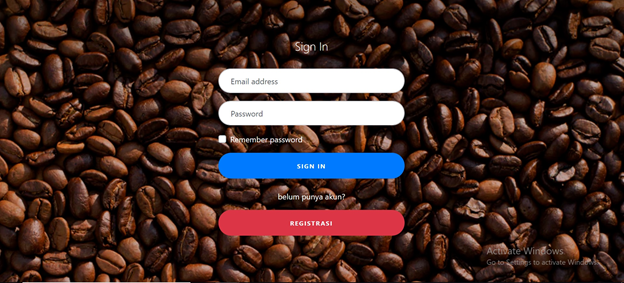 Sign In
Email address
Password
Remember password
SIGN IN
belum punya akun?
REGISTRASI
Activate Windows
Go to Settings to activate Windows.